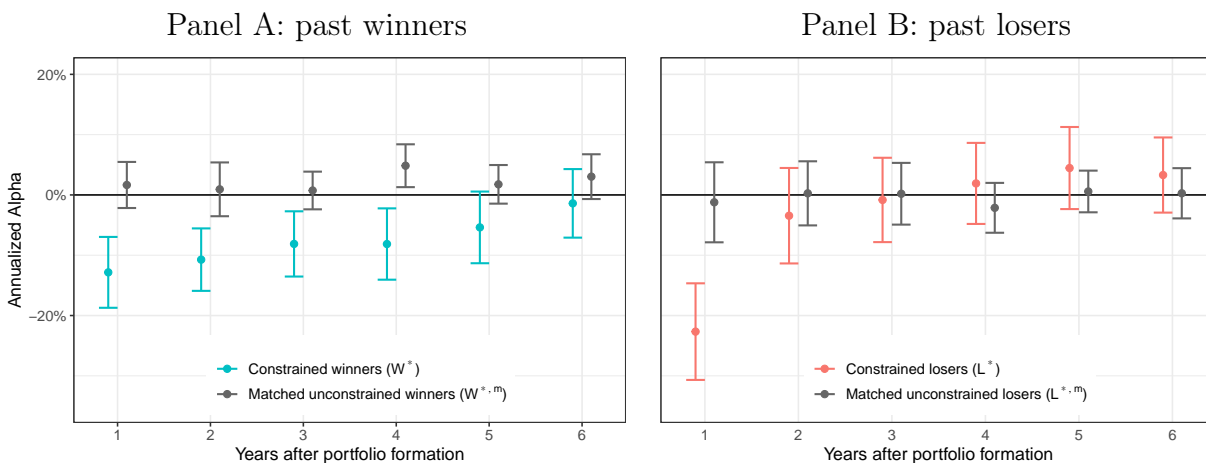 Panel A: past winners
Panel B: past losers
Annualized Alpha
20%
0%
−20%
Constrained winners (W*)
Matched unconstrained winners (W*,m)
1 2 3 4 5 6
Years after portfolio formation
Constrained losers (L*)
Matched unconstrained losers (L*,m)
1 2 3 4 5 6
Years after portfolio formation